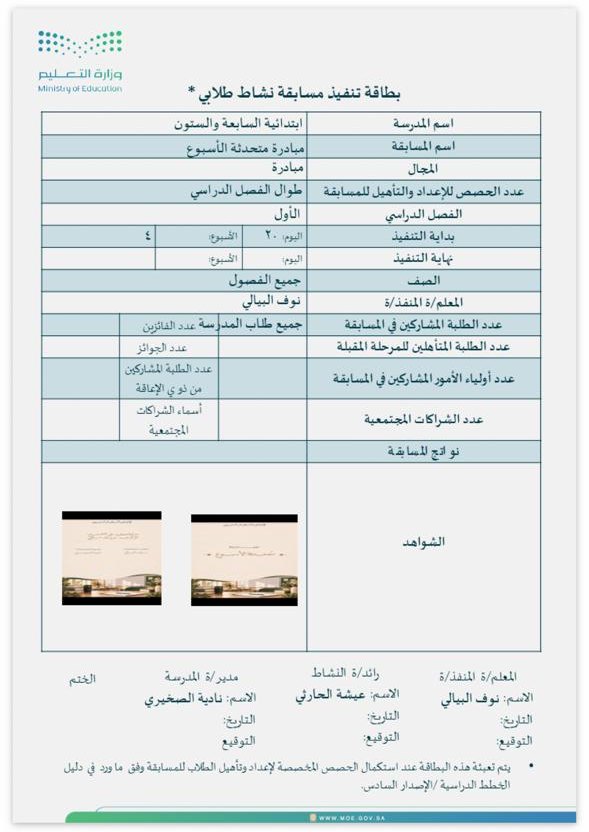 وزارة التعليم
Ministry of Education
بطاقة تنفيذ مسابقة نشاط طلابي *
اسم المدرسة ابتدائية السابعة والستون
اسم المسابقة مبادرة متحدثة الأسبوع
المجال مبادرة
عدد الحصص للإعداد والتأهيل للمسابقة طوال الفصل الدراسي
الفصل الدراسي الأول
بداية التنفيذ اليوم: ٢٠ الأسبوع: ٤
نهاية التنفيذ اليوم: الأسبوع:
الصف جميع الفصول
المعلم/ة المنفذ/ة نوف البيالي
عدد الطلبة المشاركين في المسابقة جميع طلاب المدرسة عدد الفائزين
عدد الطلبة المتأهلين للمرحلة المقبلة عدد الجوائز
عدد أولياء الأمور المشاركين في المسابقة عدد الطلبة المشاركين
من ذوي الإعاقة
عدد الشراكات المجتمعية أسماء الشراكات
المجتمعية
نواتج المسابقة
الشواهد
المعلم/ة المنفذ/ة رائد/ة النشاط مدير/ة المدرسة الختم
الاسم: نوف البيالي الاسم: عيشة الحارثي الاسم: نادية الصخيري
التاريخ: التاريخ: التاريخ:
التوقيع: التوقيع: التوقيع
• يتم تعبئة هذه البطاقة عند استكمال الحصص المخصصة لإعداد وتأهيل الطلاب للمسابقة وفق ما ورد في دليل
الخطط الدراسية /الإصدار السادس.
WWW.MOE.GOV.SA